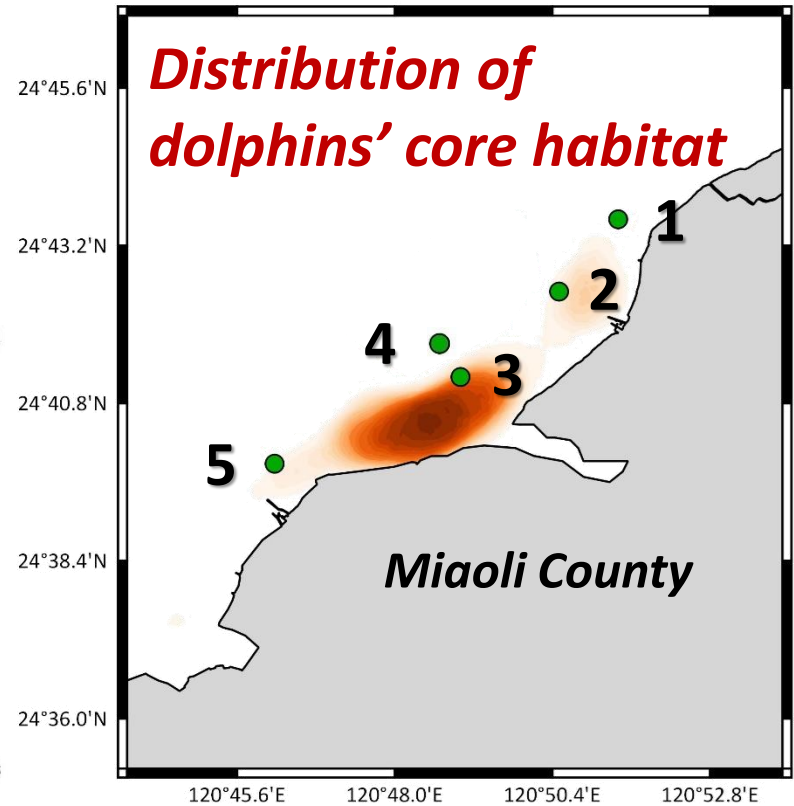 Distribution of
dolphins’ core habitat
24°45.6'N
24°43.2'N
24°40.8'N
24°38.4'N
24°36.0'N
1
2
4
3
5
Miaoli County
120°45.6'E 120°48.0'E 120°50.4'E 120°52.8'E